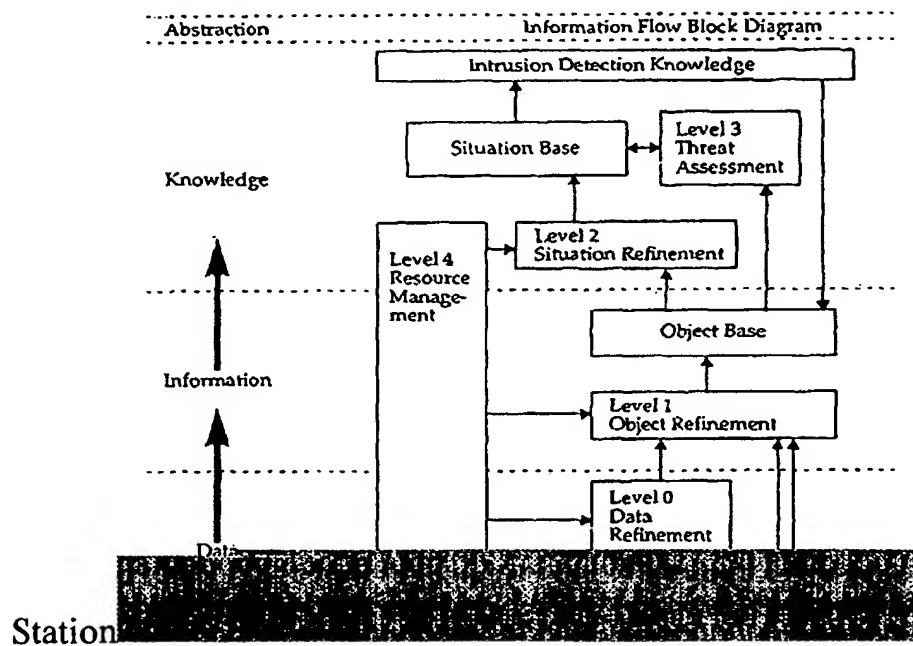 Abstraction
Information Flow Block Diagram
Intrusion Detection Knowledge
Situation Base
Level 3
Threat
Assessment
Knowledge
Level 2
Situation Refinement
Level 4
Resource
Manage-
ment
Object Base
Information
Level 1
Object Refinement
Level 0
Data
Refinement
Data
Station